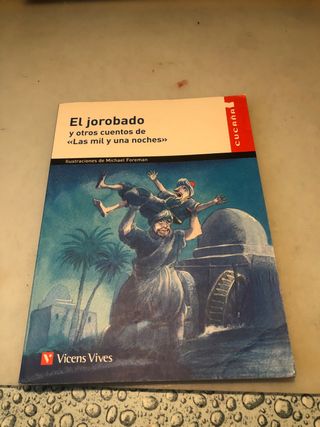 El jorobado
y otros cuentos de
«Las mil y una noches»
Ilustraciones de Michael Foreman
CUCAÑA
Vicens Vives